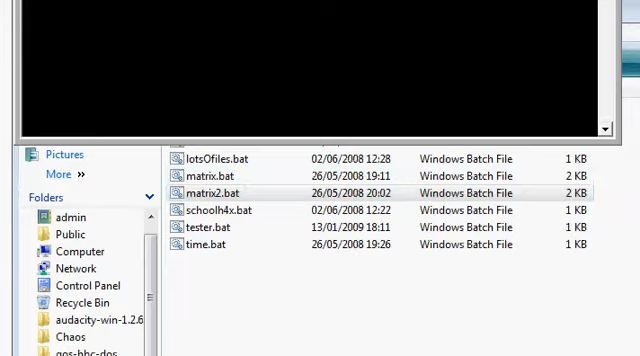 Pictures
More »
Folders
admin
Public
Computer
Network
Control Panel
Recycle Bin
audacity-win-1.2.6
Chaos
lotsOfiles.bat 02/06/2008 12:28 Windows Batch File 1 KB
matrix.bat 26/05/2008 19:11 Windows Batch File 2 KB
matrix2.bat 26/05/2008 20:02 Windows Batch File 2 KB
schoolh4x.bat 02/06/2008 12:22 Windows Batch File 1 KB
tester.bat 13/01/2009 18:11 Windows Batch File 1 KB
time.bat 26/05/2008 19:26 Windows Batch File 1 KB